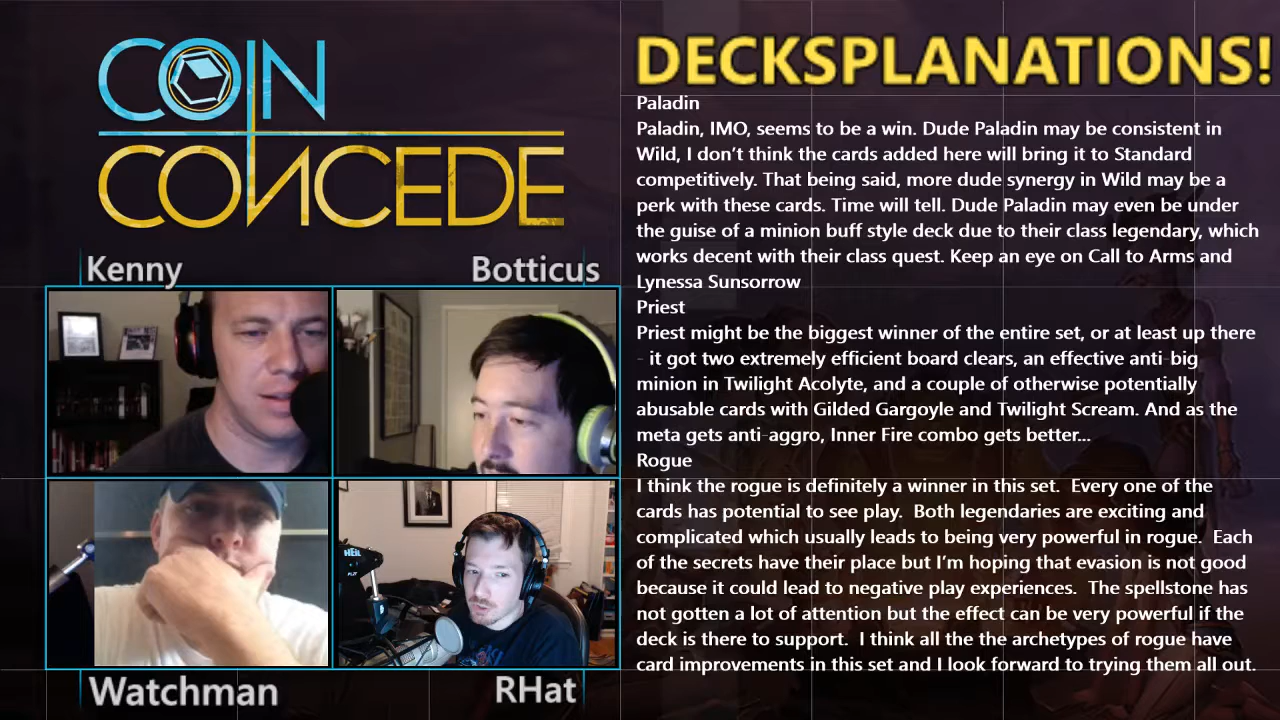 COIN
CONCEDE
DECKSPLANATIONS!
Kenny
Botticus
Watchman
RHat
NEIL
Paladin
Paladin, IMO, seems to be a win. Dude Paladin may be consistent in
Wild, I don't think the cards added here will bring it to Standard
competitively. That being said, more dude synergy in Wild may be a
perk with these cards. Time will tell. Dude Paladin may even be under
the guise of a minion buff style deck due to their class legendary, which
works decent with their class quest. Keep an eye on Call to Arms and
Lynessa Sunsorrow
Priest
Priest might be the biggest winner of the entire set, or at least up there
- it got two extremely efficient board clears, an effective anti-big
minion in Twilight Acolyte, and a couple of otherwise potentially
abusable cards with Gilded Gargoyle and Twilight Scream. And as the
meta gets anti-aggro, Inner Fire combo gets better...
Rogue
I think the rogue is definitely a winner in this set.  Every one of the
cards has potential to see play.  Both legendaries are exciting and
complicated which usually leads to being very powerful in rogue.  Each
of the secrets have their place but I'm hoping that evasion is not good
because it could lead to negative play experiences.  The spellstone has
not gotten a lot of attention but the effect can be very powerful if the
deck is there to support.  I think all the the archetypes of rogue have
card improvements in this set and I look forward to trying them all out.